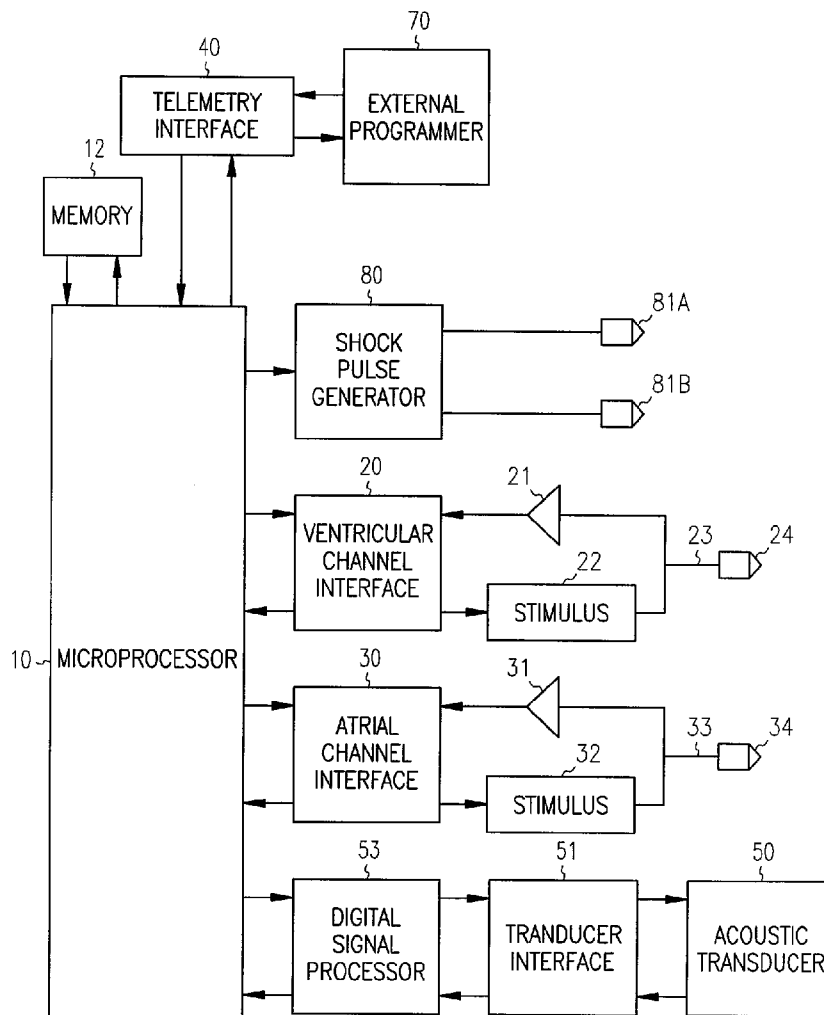 70
40
TELEMETRY
INTERFACE
EXTERNAL
PROGRAMMER
12
MEMORY
80
SHOCK
PULSE
GENERATOR
81A
81B
20
VENTRICULAR
CHANNEL
INTERFACE
21
22
STIMULUS
23
24
10
MICROPROCESSOR
30
ATRIAL
CHANNEL
INTERFACE
31
32
STIMULUS
33
34
53
DIGITAL
SIGNAL
PROCESSOR
51
TRANDUCER
INTERFACE
50
ACOUSTIC
TRANSDUCER